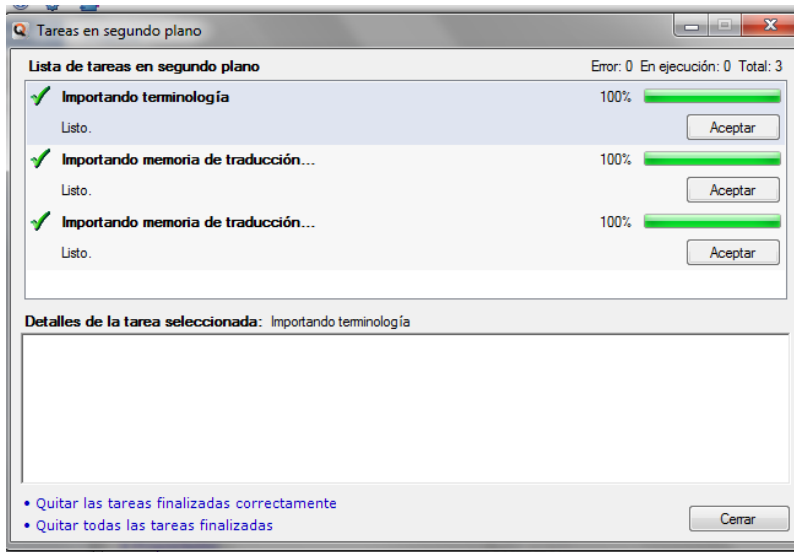 Tareas en segundo plano
Lista de tareas en segundo plano Error: 0 En ejecución: 0 Total: 3
Importando terminología 100%
Listo. Aceptar
Importando memoria de traducción... 100%
Listo. Aceptar
Importando memoria de traducción... 100%
Listo. Aceptar
Detalles de la tarea seleccionada: Importando terminología
• Quitar las tareas finalizadas correctamente
• Quitar todas las tareas finalizadas
Cerrar